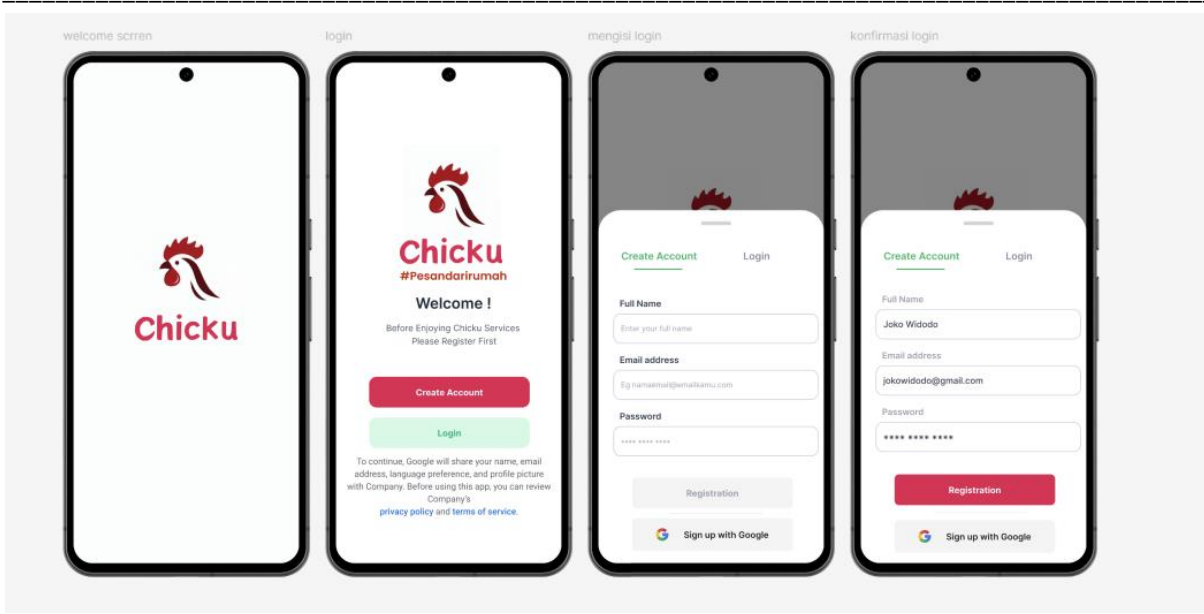 welcome scrren
login
mengisi login
konfirmasi login
Chicku
Chicku
#Pesandarirumah
Welcome !
Before Enjoying Chicku Services
Please Register First
Create Account
Login
To continue, Google will share your name, email
address, language preference, and profile picture
with Company. Before using this app, you can review
Company's
privacy policy and terms of service.
Create Account
Login
Full Name
Enter your full name
Email address
Eg namaemail@emailkamu.com
Password
**** **** ****
Registration
Sign up with Google
Create Account
Login
Full Name
Joko Widodo
Email address
jokowidodo@gmail.com
Password
**** **** ****
Registration
Sign up with Google